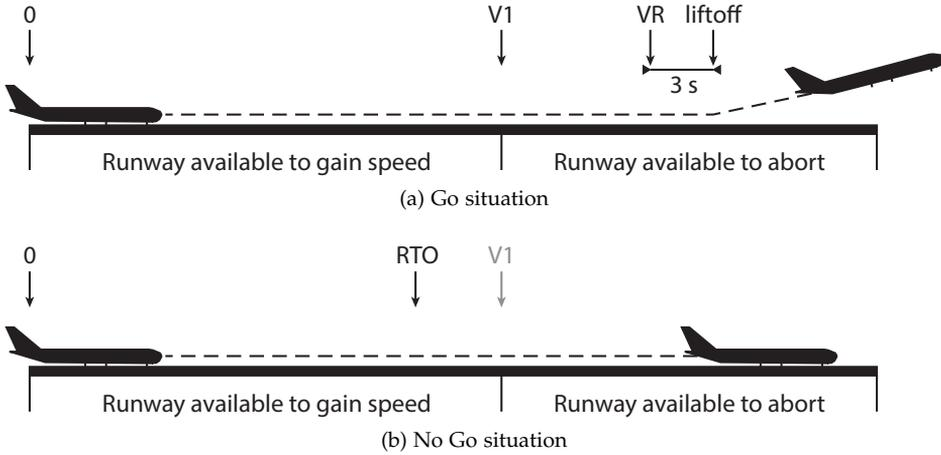 0 V1 VR liftoff
3 s
Runway available to gain speed Runway available to abort
(a) Go situation
0 RTO V1
Runway available to gain speed Runway available to abort
(b) No Go situation